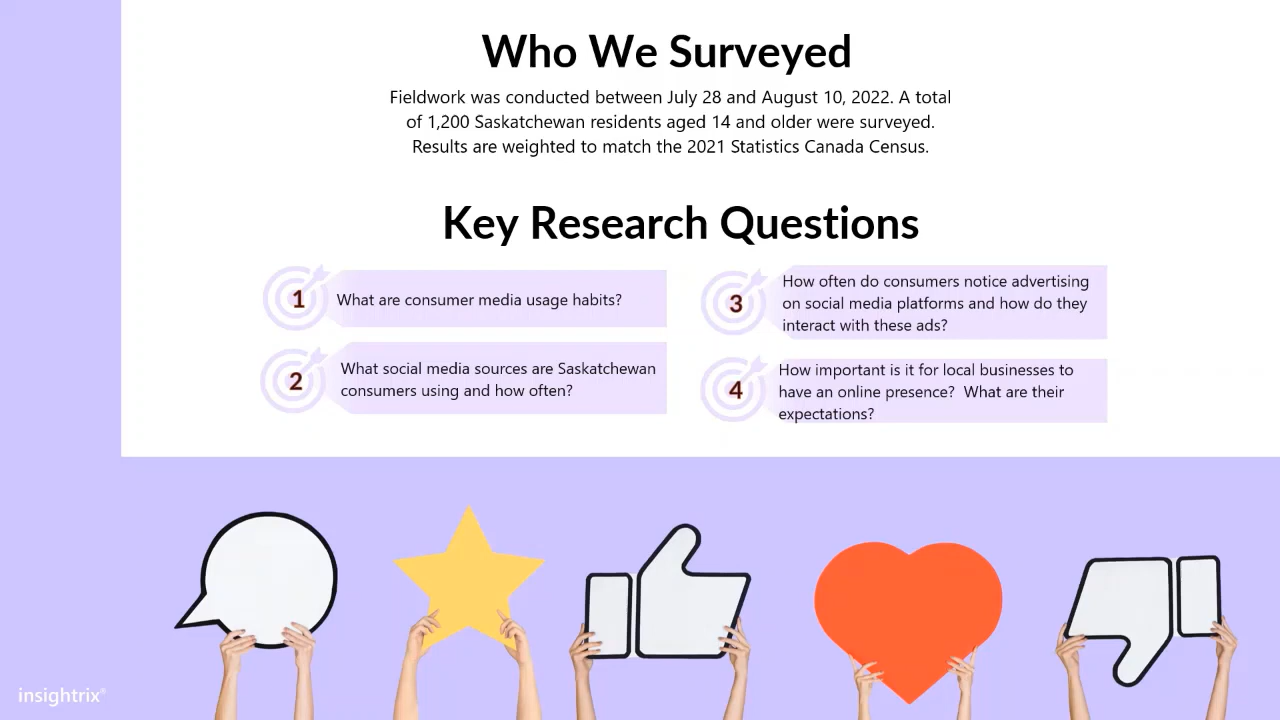 Who We Surveyed
Fieldwork was conducted between July 28 and August 10, 2022. A total
of 1,200 Saskatchewan residents aged 14 and older were surveyed.
Results are weighted to match the 2021 Statistics Canada Census.
Key Research Questions
1
What are consumer media usage habits?
2
What social media sources are Saskatchewan
consumers using and how often?
3
How often do consumers notice advertising
on social media platforms and how do they
interact with these ads?
4
How important is it for local businesses to
have an online presence?  What are their
expectations?
insightrix®